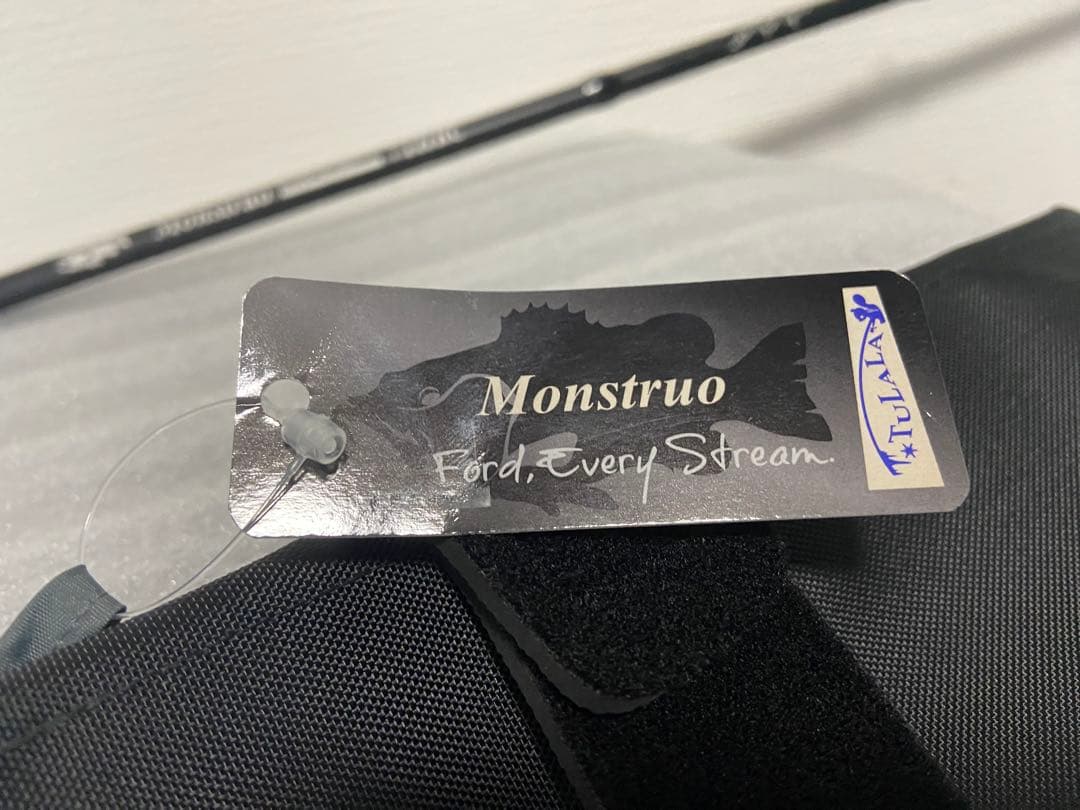 Monstruo
Ford, Every Stream.
TULALA